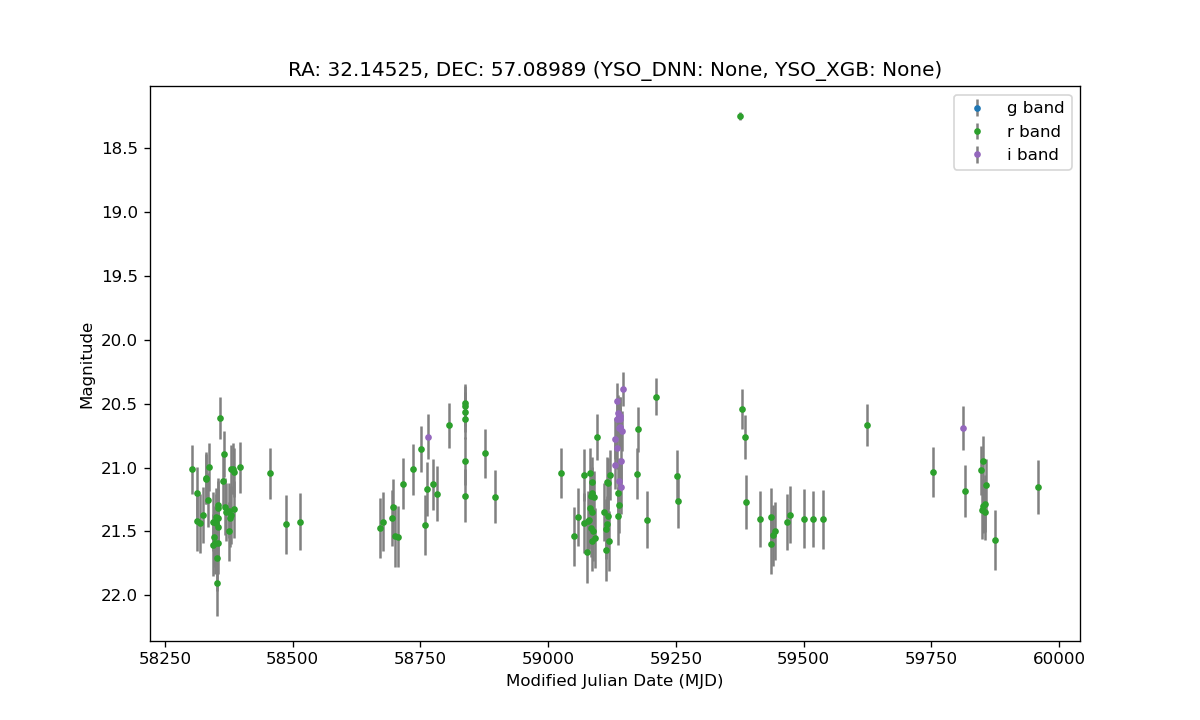 RA: 32.14525, DEC: 57.08989 (YSO_DNN: None, YSO_XGB: None)
g band
r band
i band
18.5
19.0
19.5
20.0
20.5
21.0
21.5
22.0
Magnitude
58250 58500 58750 59000 59250 59500 59750 60000
Modified Julian Date (MJD)